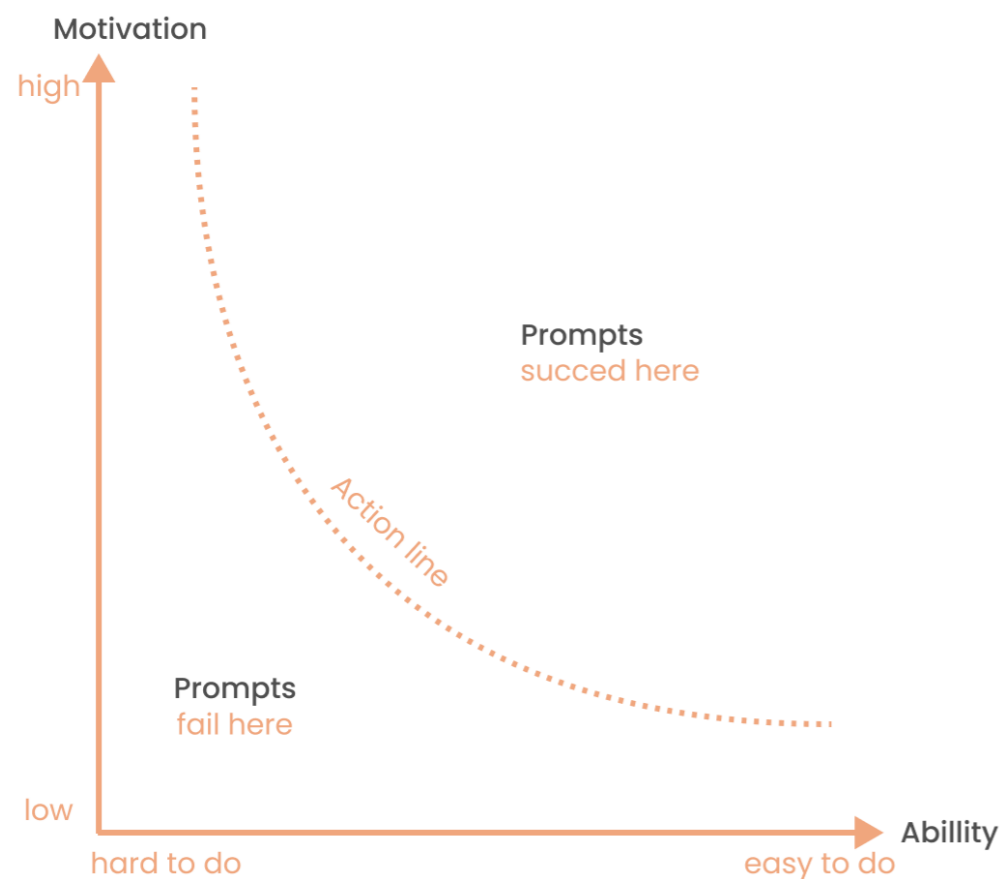 Motivation
high
Prompts
succed here
Action line
Prompts
fail here
low
Abillity
hard to do
easy to do